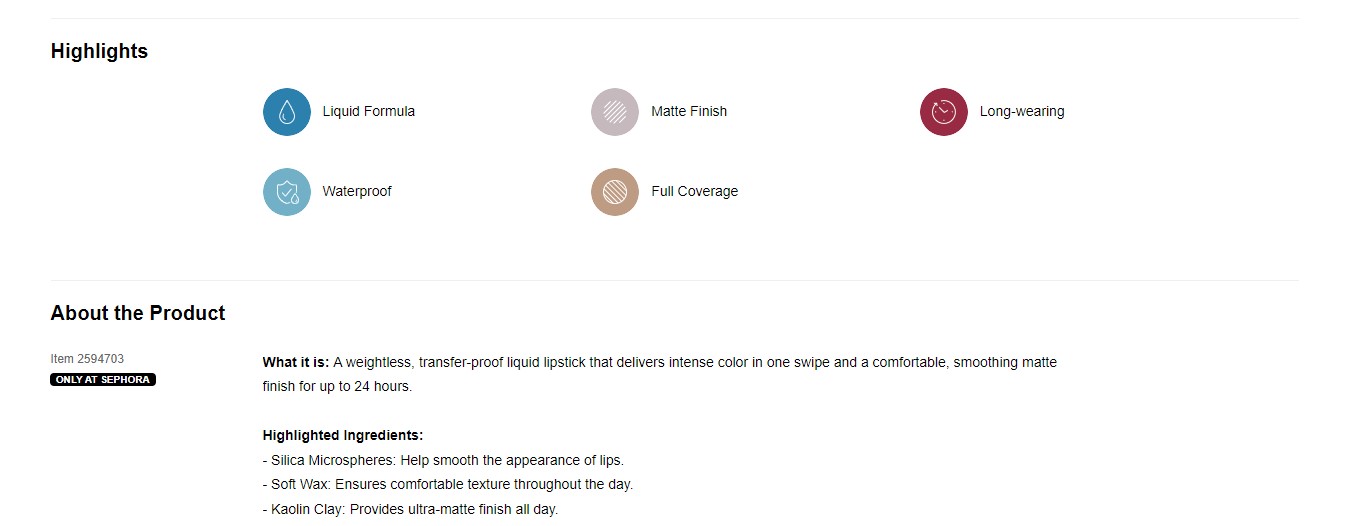 Highlights
Liquid Formula
Matte Finish
Long-wearing
Waterproof
Full Coverage
About the Product
Item 2594703
ONLY AT SEPHORA
What it is: A weightless, transfer-proof liquid lipstick that delivers intense color in one swipe and a comfortable, smoothing matte
finish for up to 24 hours.
Highlighted Ingredients:
- Silica Microspheres: Help smooth the appearance of lips.
- Soft Wax: Ensures comfortable texture throughout the day.
- Kaolin Clay: Provides ultra-matte finish all day.